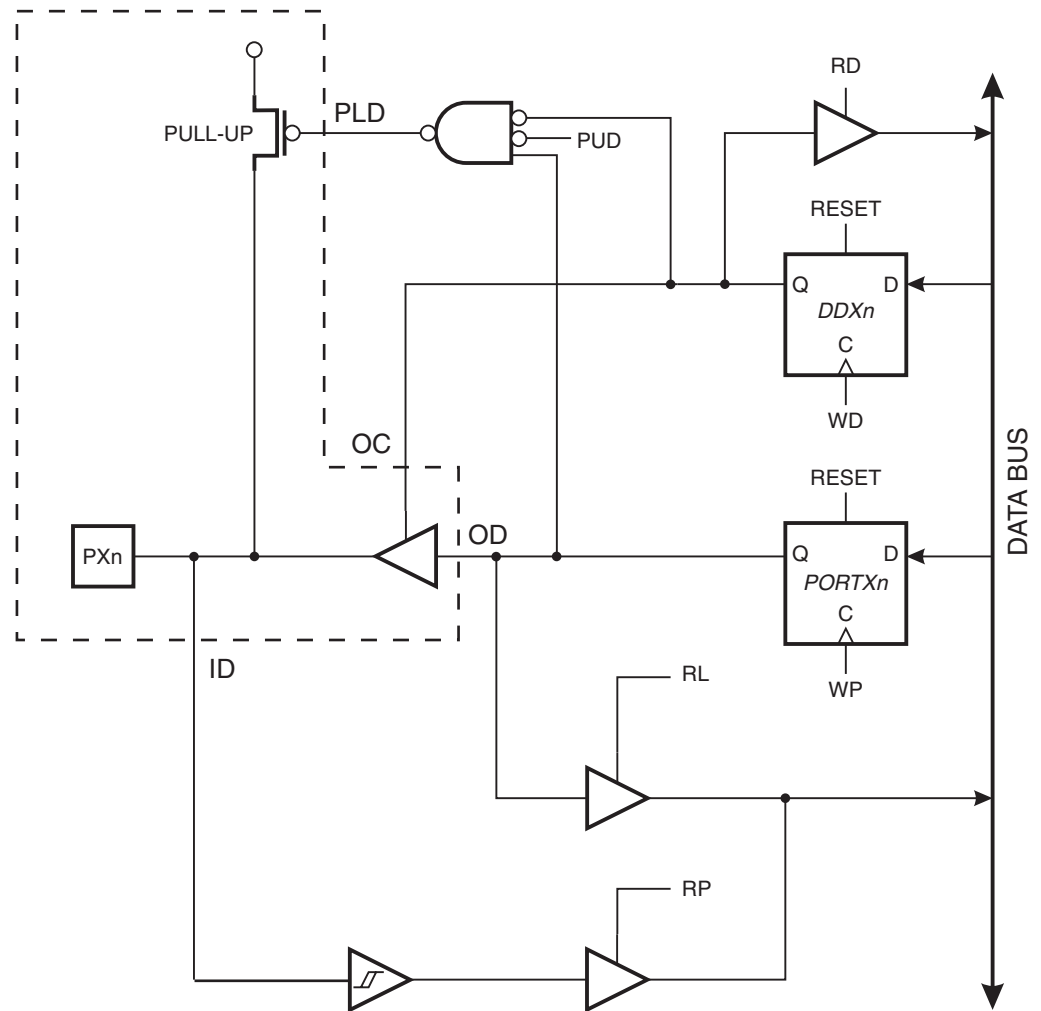 RD
PLD
PULL-UP
PUD
RESET
Q
D
DDXn
C
WD
OC
RESET
OD
PXn
Q
D
PORTXn
C
WP
DATA BUS
ID
RL
RP